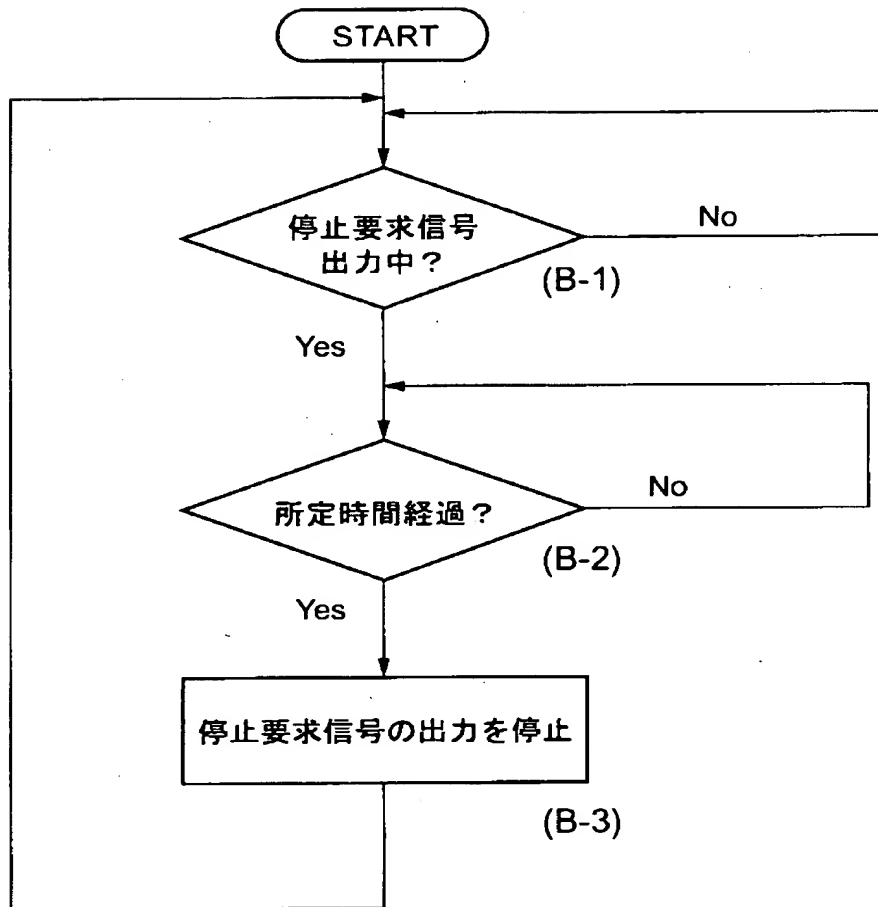 START
停止要求信号
出力中？
No
(B-1)
Yes
所定時間経過？
No
(B-2)
Yes
停止要求信号の出力を停止
(B-3)